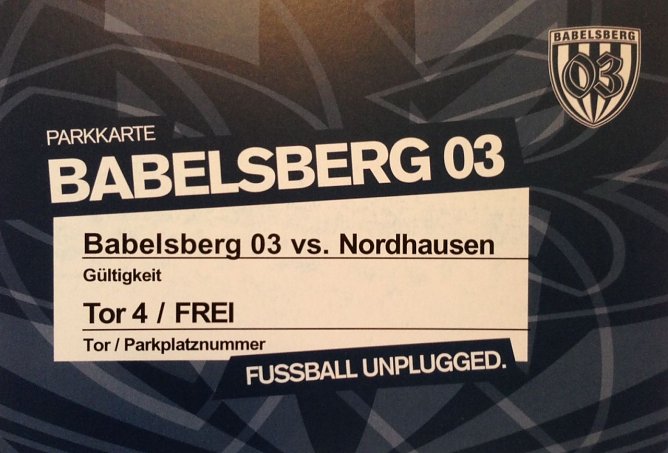 BABELSBERG
03
PARKKARTE
BABELSBERG 03
Babelsberg 03 vs. Nordhausen
Gültigkeit
Tor 4 / FREI
Tor / Parkplatznummer
FUSSBALL UNPLUGGED.